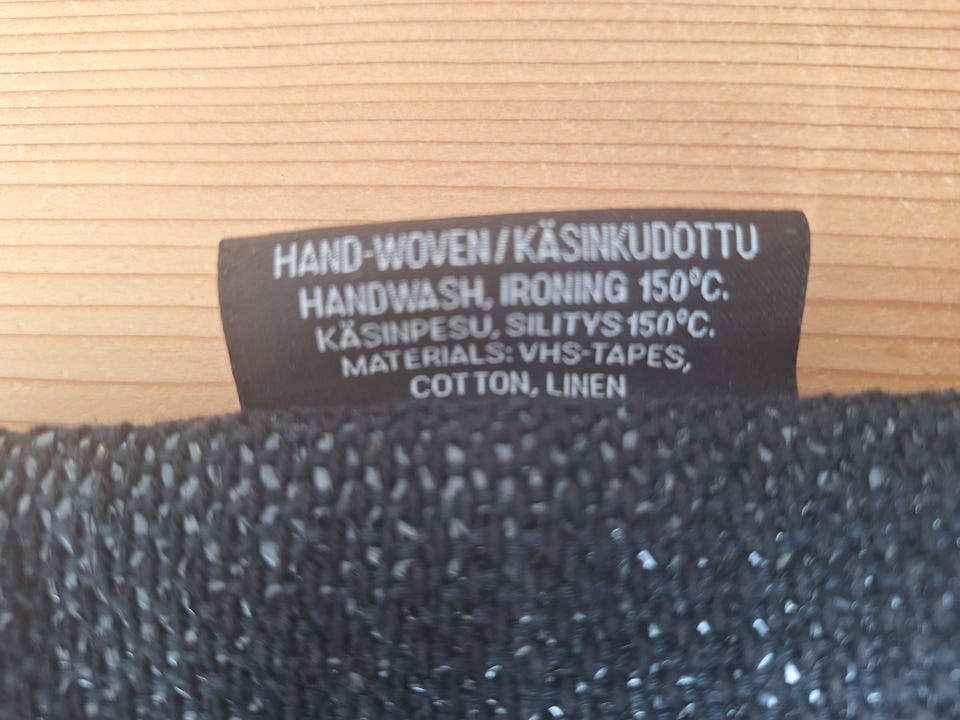 HAND-WOVEN/KÄSINKUDOTTU
HANDWASH, IRONING 150°C.
KÄSINPESU, SILITYS 150°C.
MATERIALS: VHS-TAPES,
COTTON, LINEN